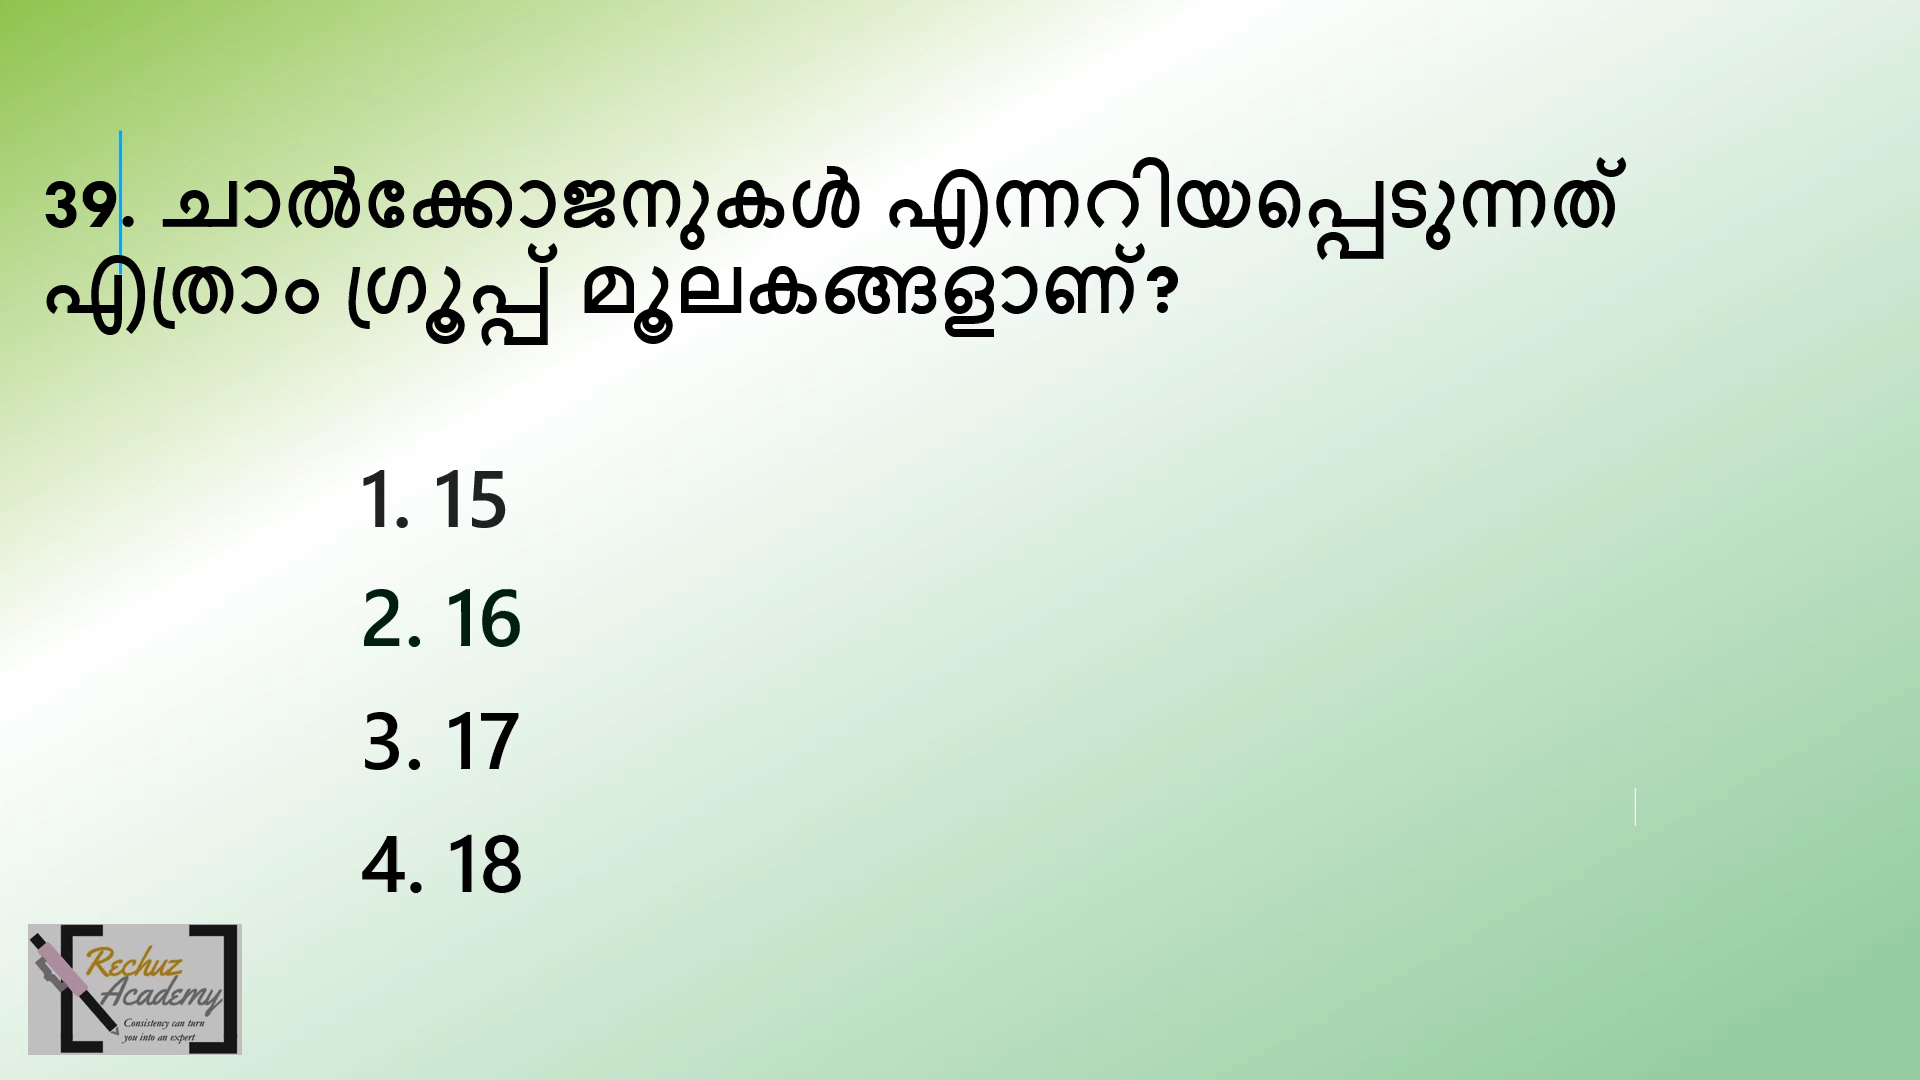 39. ചാൽക്കോജനുകൾ എന്നറിയപ്പെടുന്നത്
എത്രാം ഗ്രൂപ്പ് മൂലകങ്ങളാണ്?
1. 15
2. 16
3. 17
4. 18
Rechuz
Academy
Consistency can turn
you into an expert